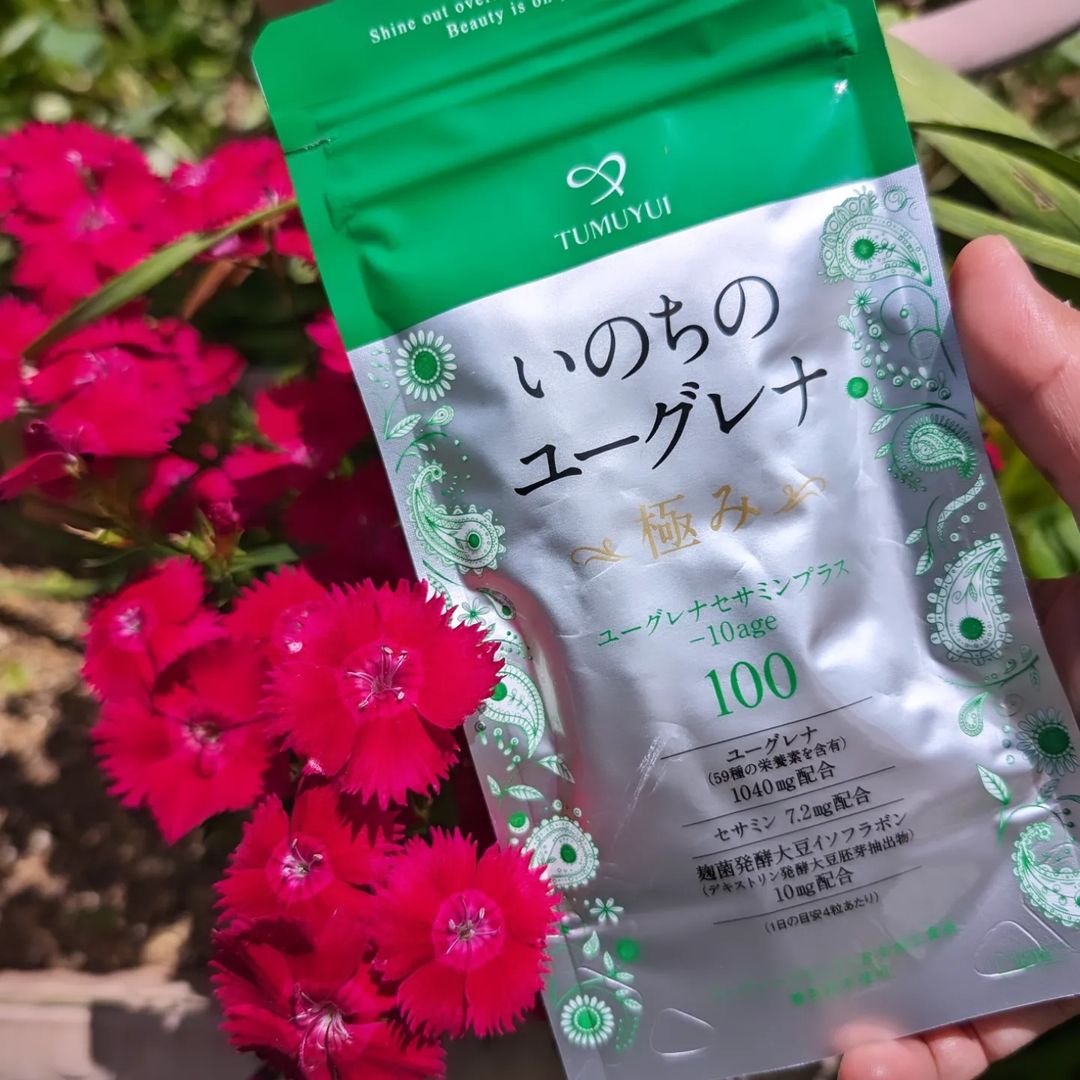 Shine out over
Beauty is on
TUMUYUI
いのちの
ユーグレナ
極み
ユーグレナセサミンプラス
-10age
100
ユーグレナ
(59種の栄養素を含有)
1040mg配合
セサミン 7.2mg配合
麹菌発酵大豆イソフラボン
(デキストリン発酵大豆胚芽抽出物)
10mg配合
(1日の目安4粒あたり)